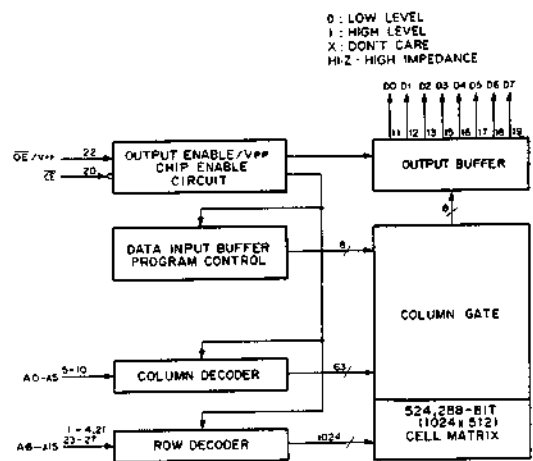 0 : LOW LEVEL
1 : HIGH LEVEL
X : DON'T CARE
HI-Z - HIGH IMPEDANCE
D0 D1 D2 D3 D4 D5 D6 D7
11 12 13 15 16 17 18 19
OE/VPP 22
CE 20
OUTPUT ENABLE/VPP
CHIP ENABLE
CIRCUIT
OUTPUT BUFFER
8
DATA INPUT BUFFER
PROGRAM CONTROL
8
COLUMN GATE
A0-A5 5-10
COLUMN DECODER
63
524,288-BIT
(1024x512)
CELL MATRIX
1-4,21
A6-A15 23-27
ROW DECODER
1024